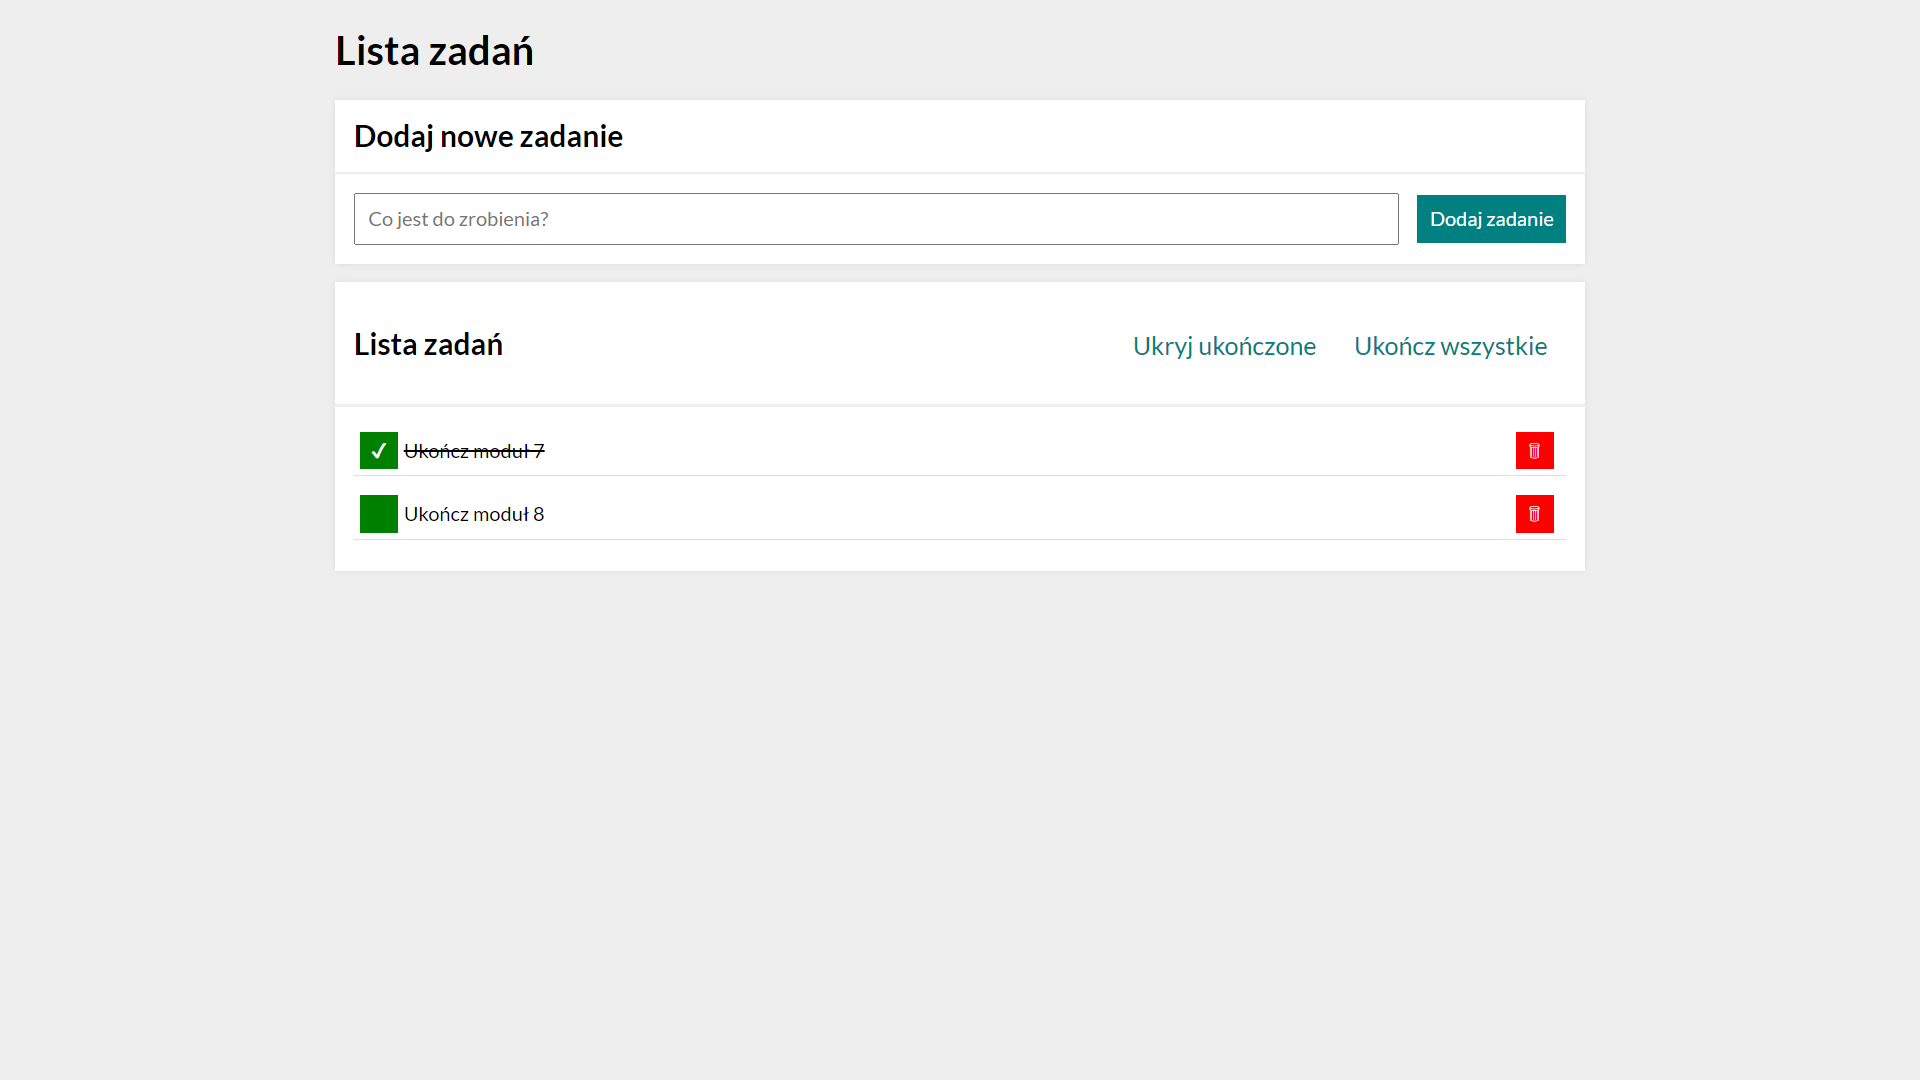 Lista zadań
Dodaj nowe zadanie
Co jest do zrobienia?
Dodaj zadanie
Lista zadań
Ukryj ukończone
Ukończ wszystkie
Ukończ moduł 7
Ukończ moduł 8